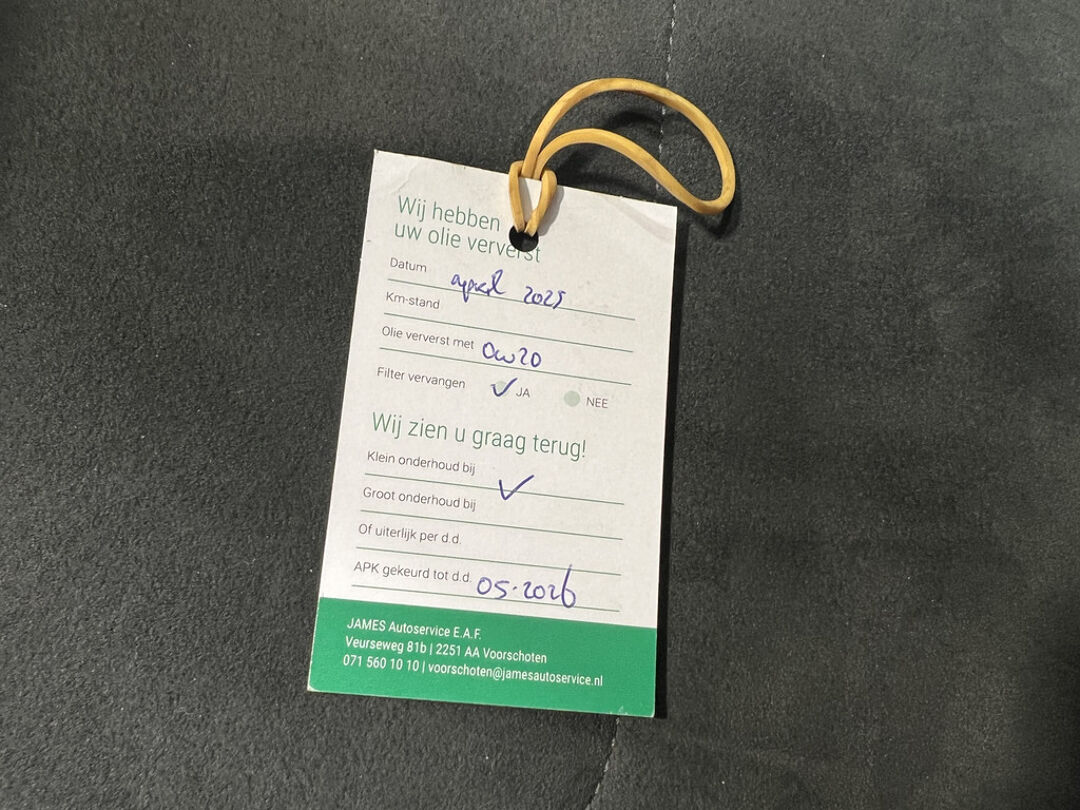 Wij hebben
uw olie ververst
Datum april 2025
Km-stand
Olie ververst met 0w20
Filter vervangen ✓ JA NEE
Wij zien u graag terug!
Klein onderhoud bij
Groot onderhoud bij ✓
Of uiterlijk per d.d.
APK gekeurd tot d.d. 05-2026
JAMES Autoservice E.A.F.
Veurseweg 81b | 2251 AA Voorschoten
071 560 10 10 | voorschoten@jamesautoservice.nl